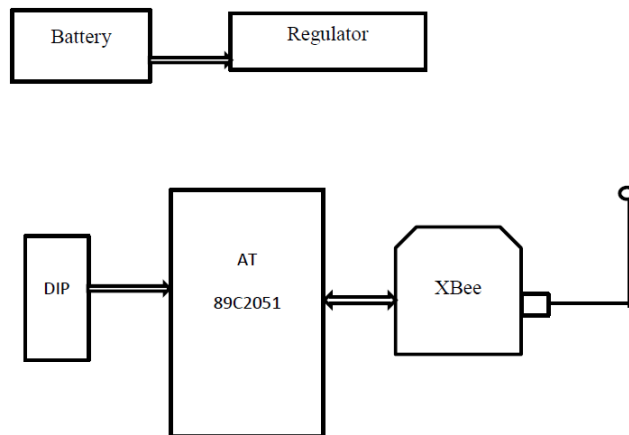 Battery
Regulator
DIP
AT
89C2051
XBee